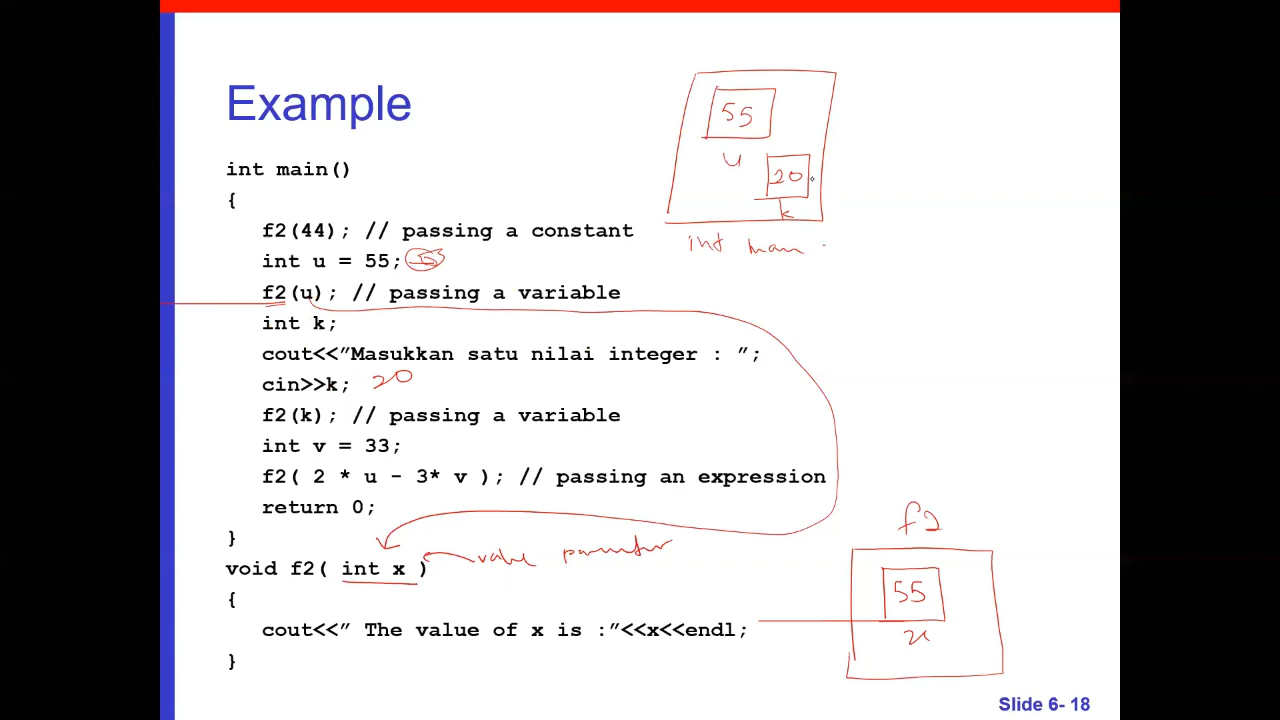 Example
int main()
{
f2(44); // passing a constant
int u = 55; 55
f2(u); // passing a variable
int k;
cout<<”Masukkan satu nilai integer : ”;
cin>>k; 20
f2(k); // passing a variable
int v = 33;
f2( 2 * u - 3* v ); // passing an expression
return 0;
}
void f2( int x ) value
{
cout<<” The value of x is :”<<x<<endl;
}
55
u
20
k
int main
f2
55
x
Slide 6- 18